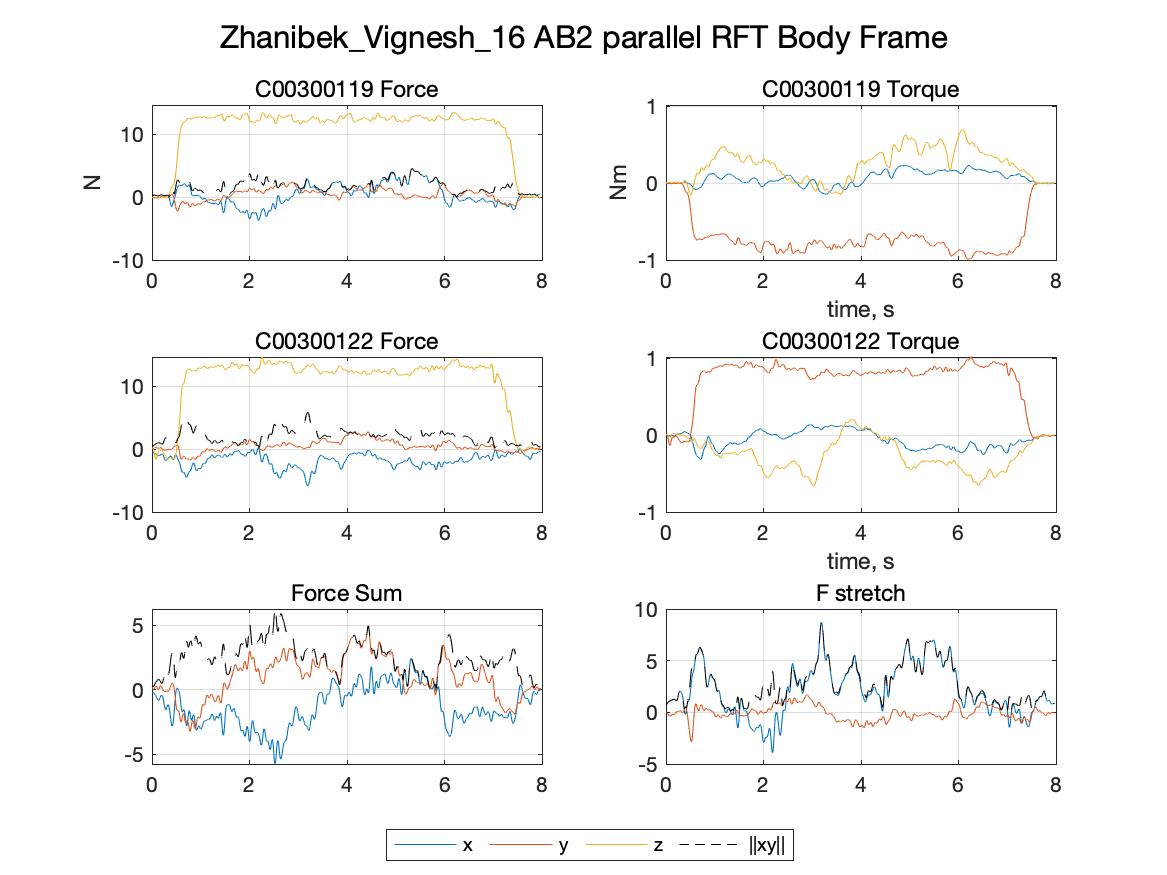 Zhanibek_Vignesh_16 AB2 parallel RFT Body Frame
C00300119 Force
N
10
0
-10
0 2 4 6 8
C00300119 Torque
Nm
1
0
-1
0 2 4 6 8
time, s
C00300122 Force
10
0
-10
0 2 4 6 8
C00300122 Torque
1
0
-1
0 2 4 6 8
time, s
Force Sum
5
0
-5
0 2 4 6 8
F stretch
10
5
0
-5
0 2 4 6 8
x y z ||xy||